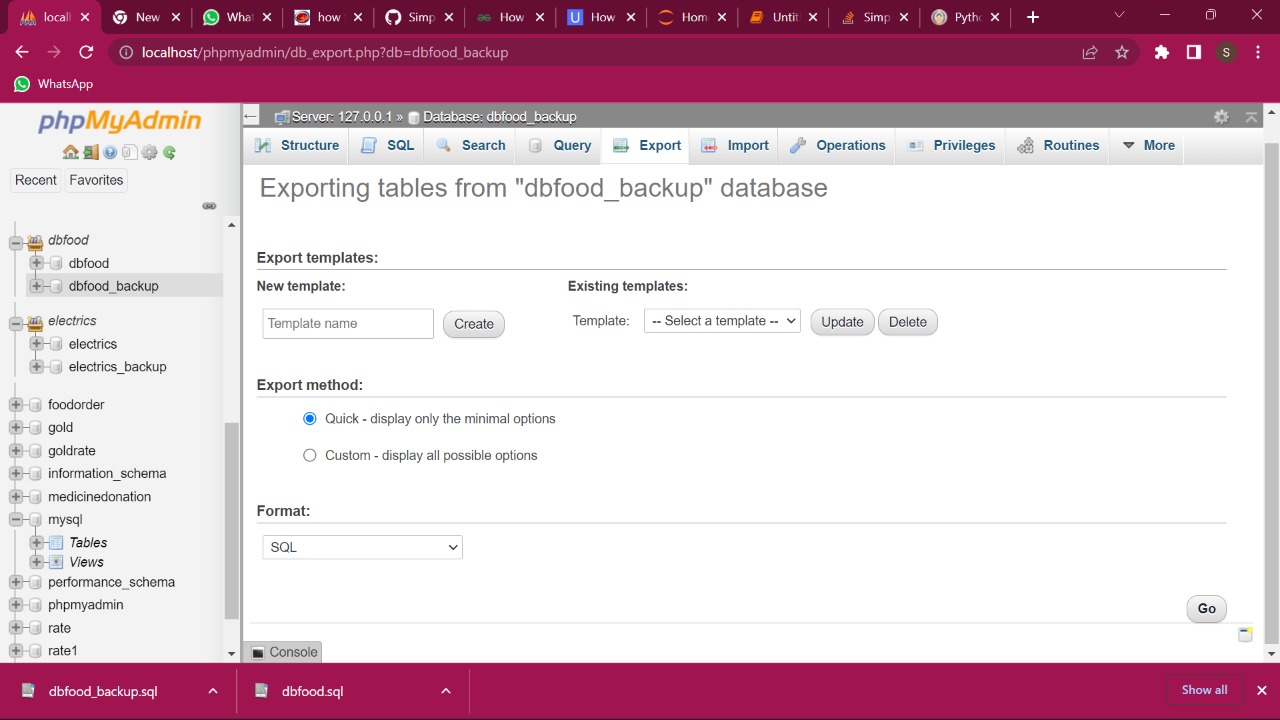 locall
New
What
how
Simp
How
How
Hom
Untit
Simp
Pytho
localhost/phpmyadmin/db_export.php?db=dbfood_backup
S
WhatsApp
phpMyAdmin
Recent Favorites
dbfood
dbfood
dbfood_backup
electrics
electrics
electrics_backup
foodorder
gold
goldrate
information_schema
medicinedonation
mysql
Tables
Views
performance_schema
phpmyadmin
rate
rate1
Server: 127.0.0.1 » Database: dbfood_backup
Structure SQL Search Query Export Import Operations Privileges Routines More
Exporting tables from "dbfood_backup" database
Export templates:
New template:
Template name
Create
Existing templates:
Template: -- Select a template -- Update Delete
Export method:
Quick - display only the minimal options
Custom - display all possible options
Format:
SQL
Go
Console
dbfood_backup.sql
dbfood.sql
Show all